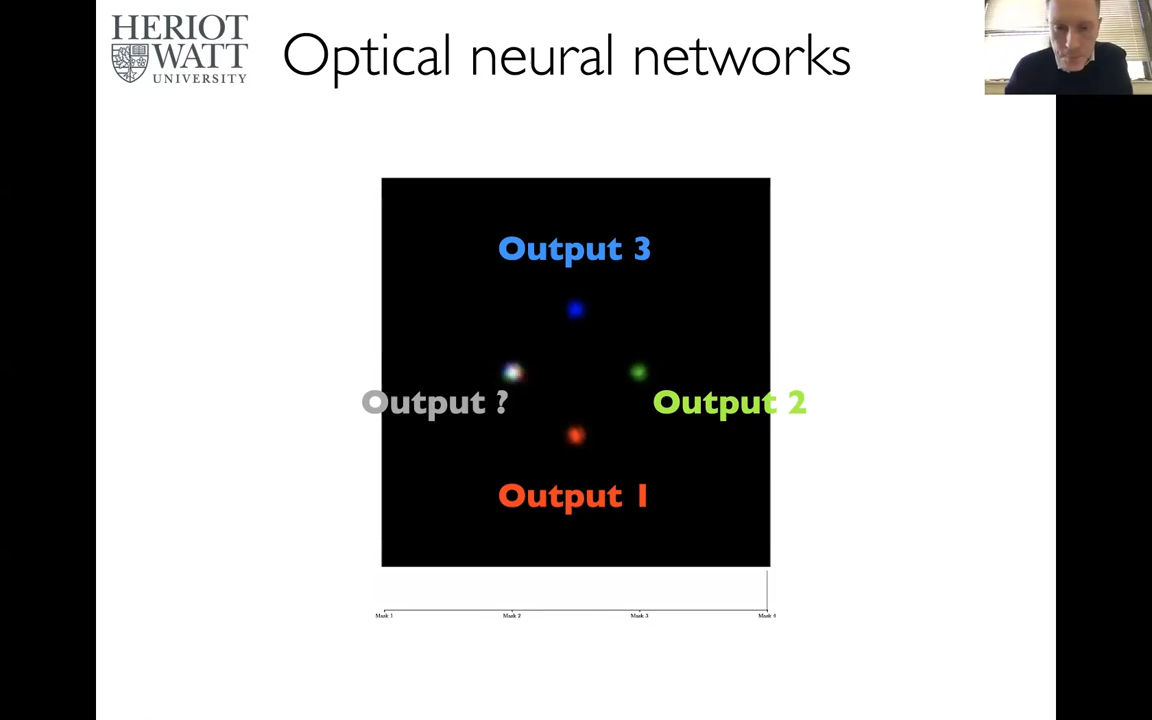 HERIOT
WATT
UNIVERSITY
Optical neural networks
Output 3
Output ?
Output 2
Output 1
Mask 1 Mask 2 Mask 3 Mask 4